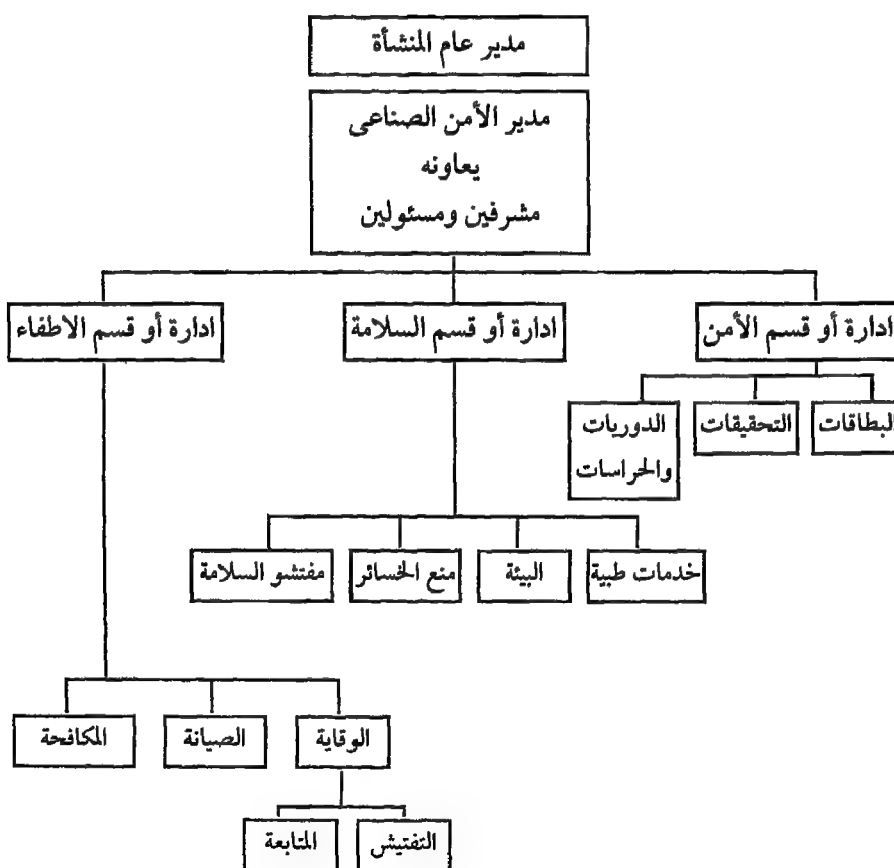 مدير عام المنشأة
مدير الأمن الصناعى
يعاونه
مشرفين ومسئولين
ادارة أو قسم الأمن
ادارة أو قسم السلامة
ادارة أو قسم الاطفاء
البطاقات
التحقيقات
الدوريات
والحراسات
خدمات طبية
البيئة
منع الخسائر
مفتشو السلامة
الوقاية
الصيانة
المكافحة
التفتيش
المتابعة